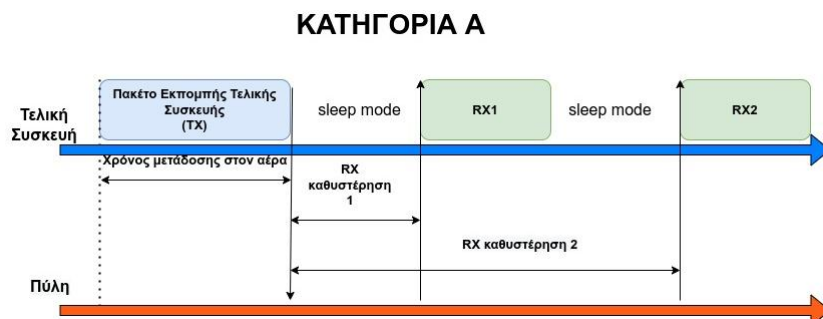 ΚΑΤΗΓΟΡΙΑ Α
Πακέτο Εκπομπής Τελικής
Συσκευής
(TX)
sleep mode
RX1
sleep mode
RX2
Τελική
Συσκευή
Χρόνος μετάδοσης στον αέρα
RX
καθυστέρηση
1
RX καθυστέρηση 2
Πύλη